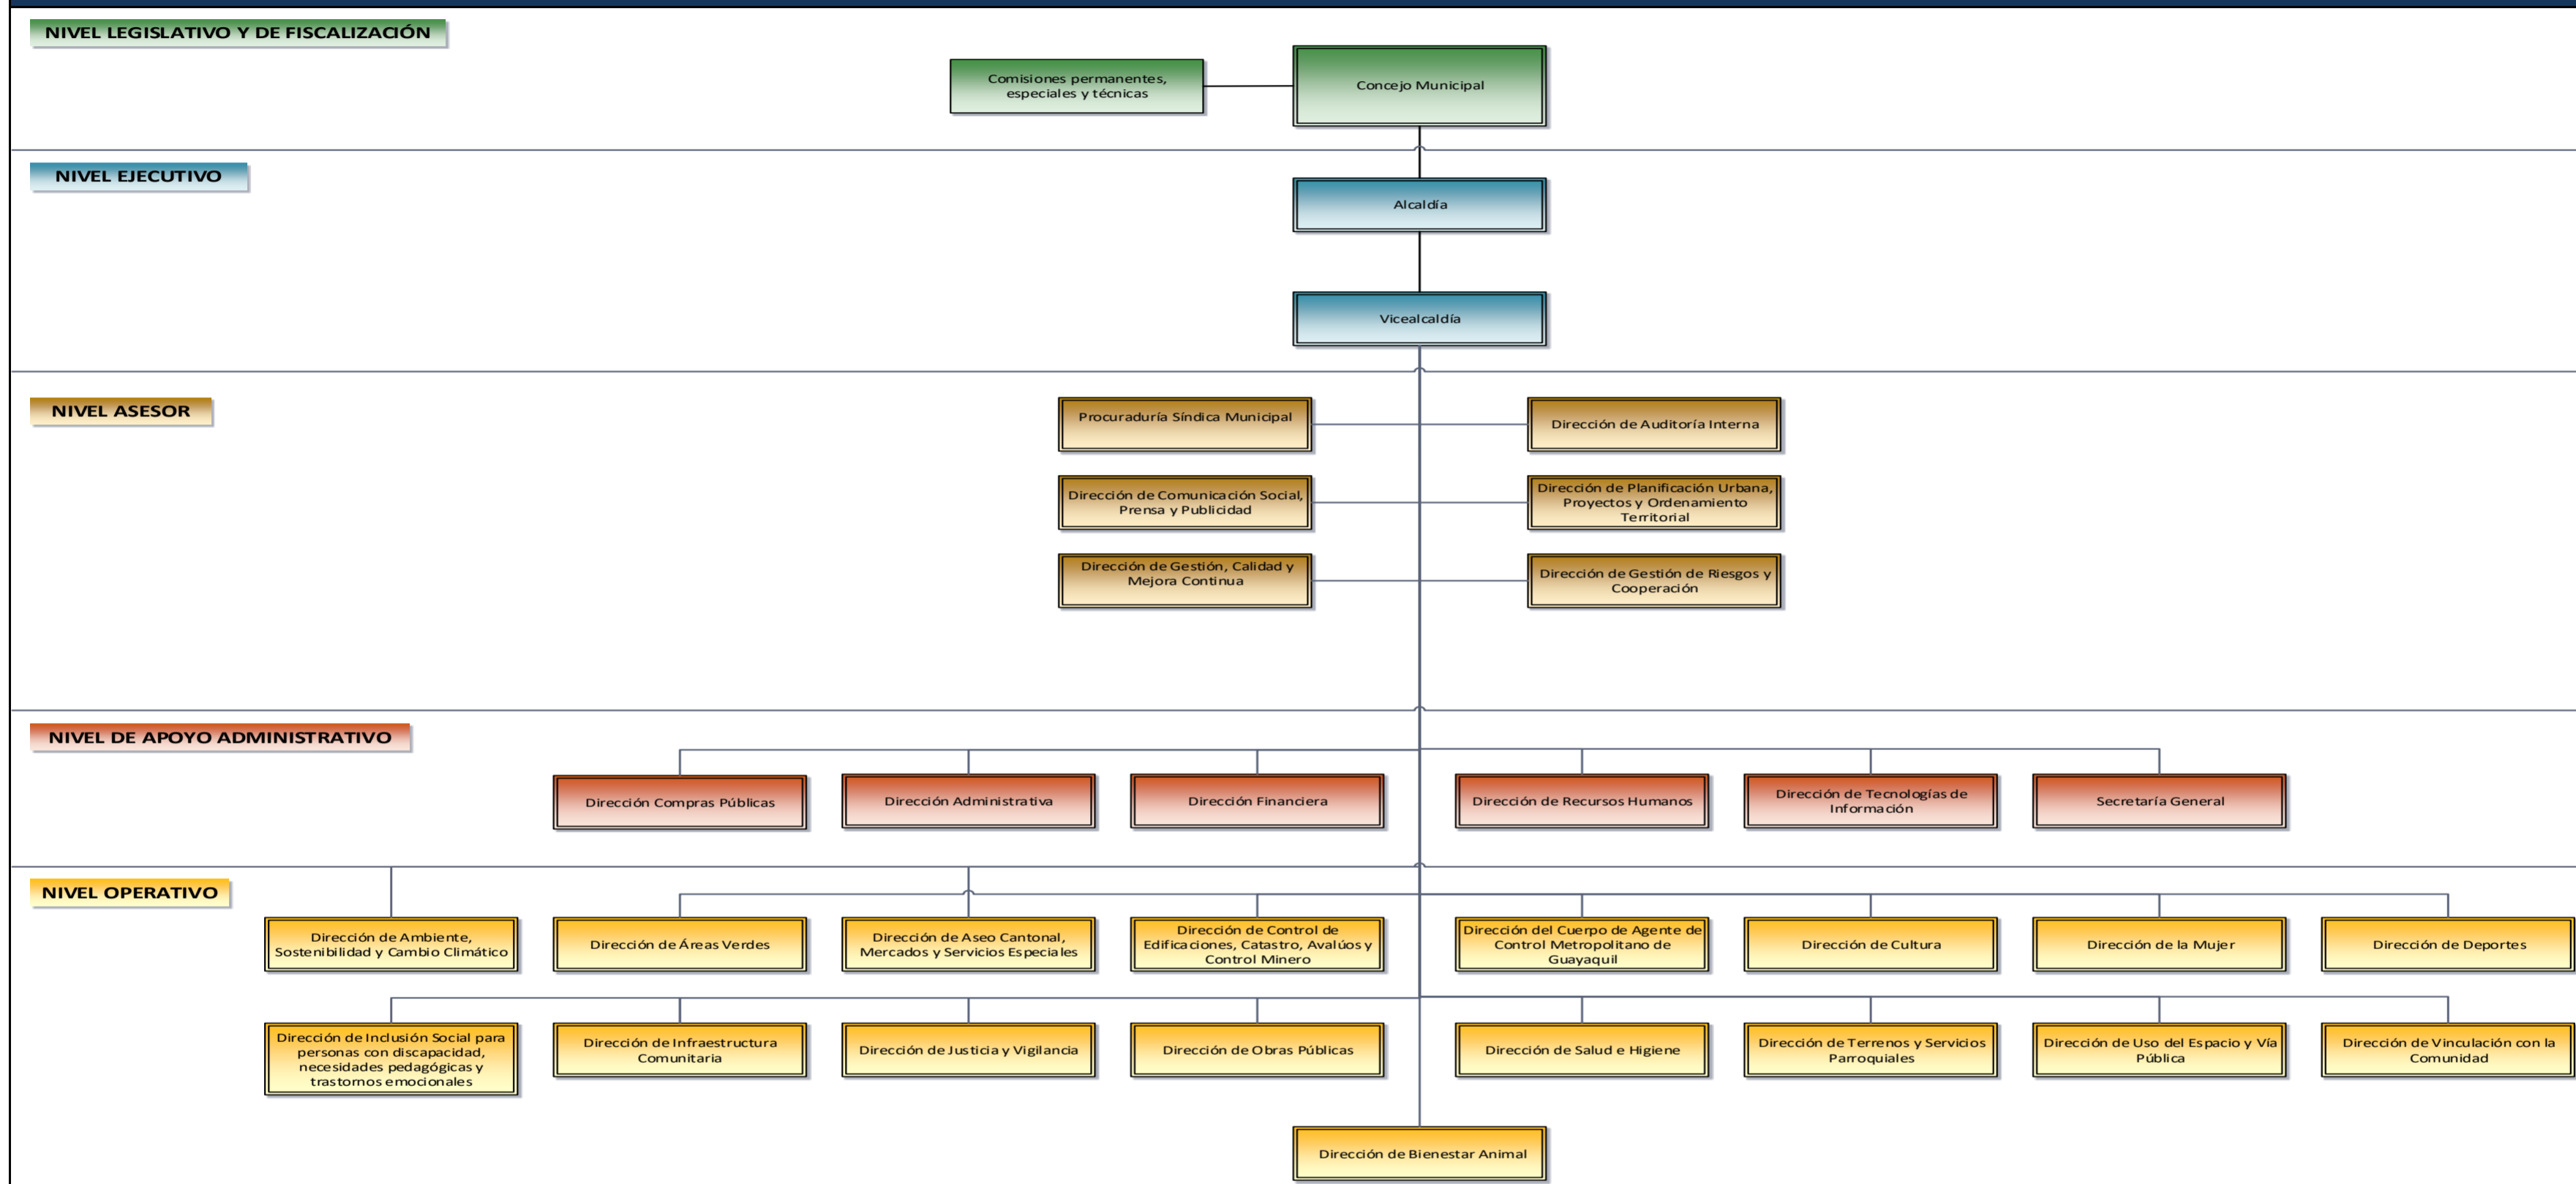 NIVEL LEGISLATIVO Y DE FISCALIZACIÓN
Comisiones permanentes,
especiales y técnicas
Concejo Municipal
NIVEL EJECUTIVO
Alcaldía
Vicealcaldía
NIVEL ASESOR
Procuraduría Síndica Municipal
Dirección de Auditoría Interna
Dirección de Comunicación Social,
Prensa y Publicidad
Dirección de Planificación Urbana,
Proyectos y Ordenamiento
Territorial
Dirección de Gestión, Calidad y
Mejora Continua
Dirección de Gestión de Riesgos y
Cooperación
NIVEL DE APOYO ADMINISTRATIVO
Dirección Compras Públicas
Dirección Administrativa
Dirección Financiera
Dirección de Recursos Humanos
Dirección de Tecnologías de
Información
Secretaría General
NIVEL OPERATIVO
Dirección de Ambiente,
Sostenibilidad y Cambio Climático
Dirección de Áreas Verdes
Dirección de Aseo Cantonal,
Mercados y Servicios Especiales
Dirección de Control de
Edificaciones, Catastro, Avalúos y
Control Minero
Dirección del Cuerpo de Agente de
Control Metropolitano de
Guayaquil
Dirección de Cultura
Dirección de la Mujer
Dirección de Deportes
Dirección de Inclusión Social para
personas con discapacidad,
necesidades pedagógicas y
trastornos emocionales
Dirección de Infraestructura
Comunitaria
Dirección de Justicia y Vigilancia
Dirección de Obras Públicas
Dirección de Salud e Higiene
Dirección de Terrenos y Servicios
Parroquiales
Dirección de Uso del Espacio y Vía
Pública
Dirección de Vinculación con la
Comunidad
Dirección de Bienestar Animal